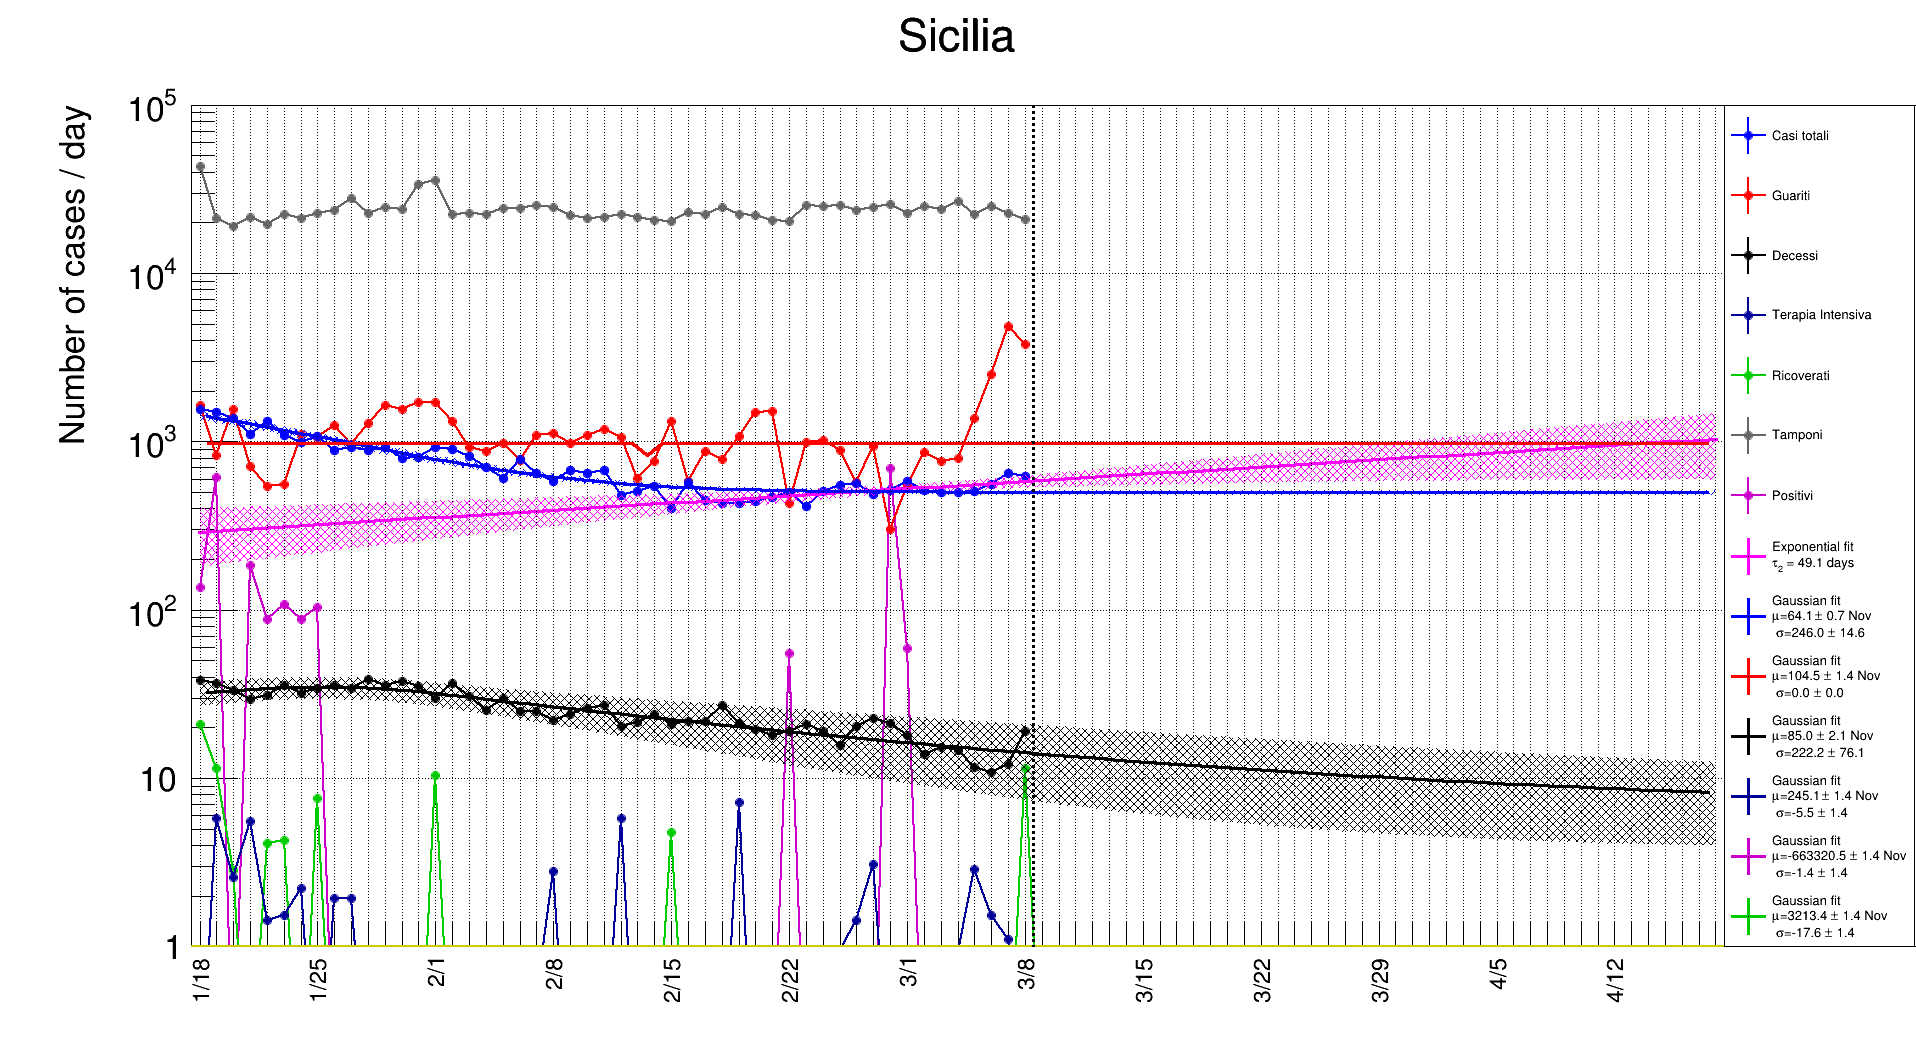 Sicilia
Number of cases / day
10^5
10^4
10^3
10^2
10
1
1/18
1/25
2/1
2/8
2/15
2/22
3/1
3/8
3/15
3/22
3/29
4/5
4/12
Casi totali
Guariti
Decessi
Terapia Intensiva
Ricoverati
Tamponi
Positivi
Exponential fit
τ_2 = 49.1 days
Gaussian fit
μ=64.1 ± 0.7 Nov
σ=246.0 ± 14.6
Gaussian fit
μ=104.5 ± 1.4 Nov
σ=0.0 ± 0.0
Gaussian fit
μ=85.0 ± 2.1 Nov
σ=222.2 ± 76.1
Gaussian fit
μ=245.1 ± 1.4 Nov
σ=-5.5 ± 1.4
Gaussian fit
μ=-663320.5 ± 1.4 Nov
σ=-1.4 ± 1.4
Gaussian fit
μ=3213.4 ± 1.4 Nov
σ=-17.6 ± 1.4